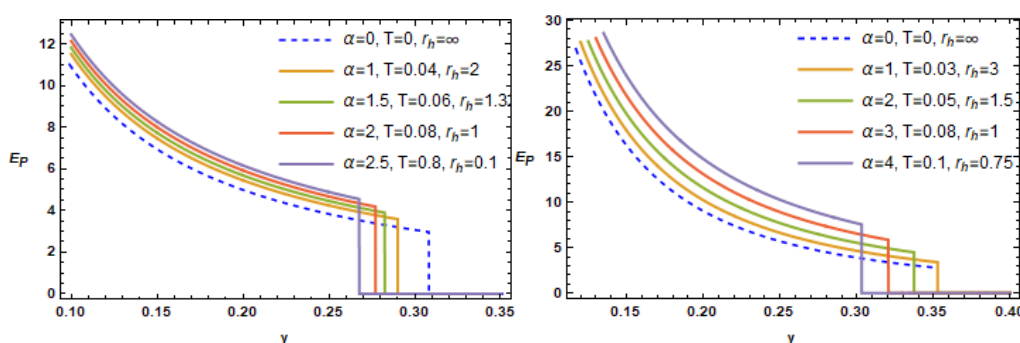 12
10
8
6
4
2
0
E_P
α=0, T=0, r_h=∞
α=1, T=0.04, r_h=2
α=1.5, T=0.06, r_h=1.3
α=2, T=0.08, r_h=1
α=2.5, T=0.8, r_h=0.1
0.10 0.15 0.20 0.25 0.30 0.35
γ
30
25
20
15
10
5
0
E_P
α=0, T=0, r_h=∞
α=1, T=0.03, r_h=3
α=2, T=0.05, r_h=1.5
α=3, T=0.08, r_h=1
α=4, T=0.1, r_h=0.75
0.15 0.20 0.25 0.30 0.35 0.40
γ